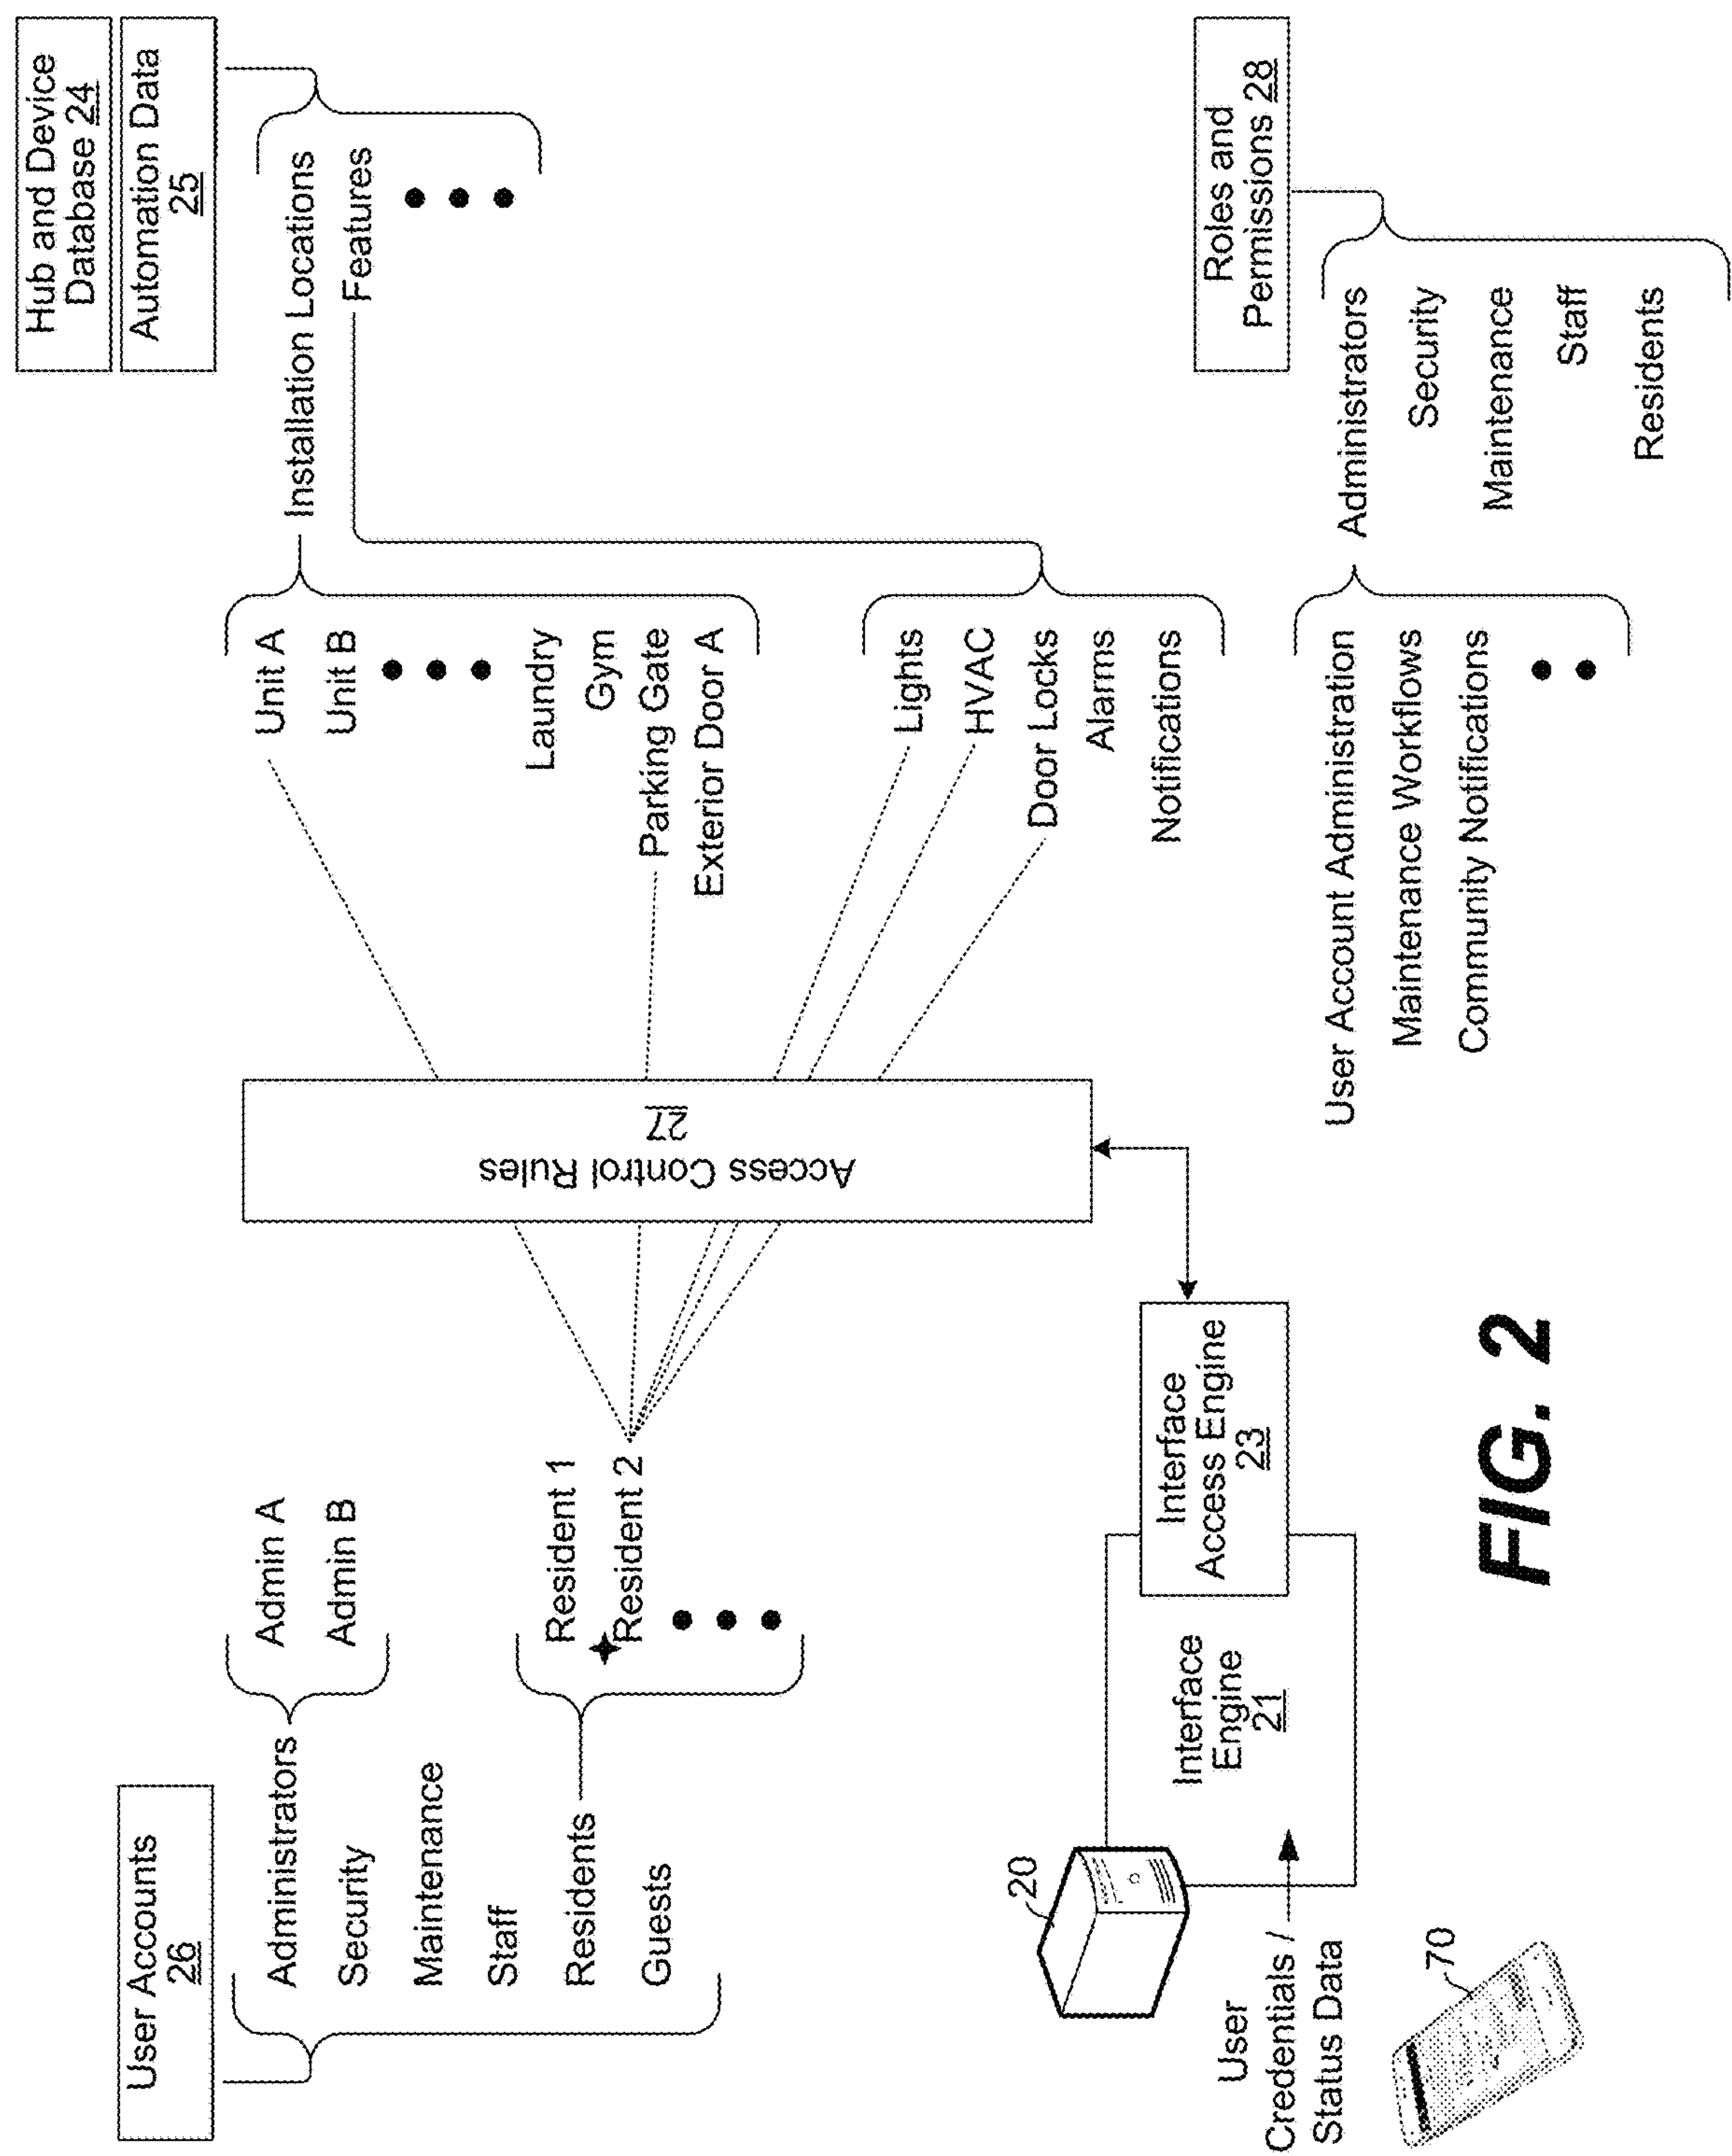 User Accounts
26
Administrators
Security
Maintenance
Staff
Residents
Guests
Admin A
Admin B
Resident 1
Resident 2
Access Control Rules
27
Hub and Device
Database 24
Automation Data
25
Installation Locations
Features
Unit A
Unit B
Laundry
Gym
Parking Gate
Exterior Door A
Lights
HVAC
Door Locks
Alarms
Notifications
20
User
Credentials /
Status Data
70
Interface
Engine
21
Interface
Access Engine
23
Roles and
Permissions 28
Administrators
Security
Maintenance
Staff
Residents
User Account Administration
Maintenance Workflows
Community Notifications
FIG. 2